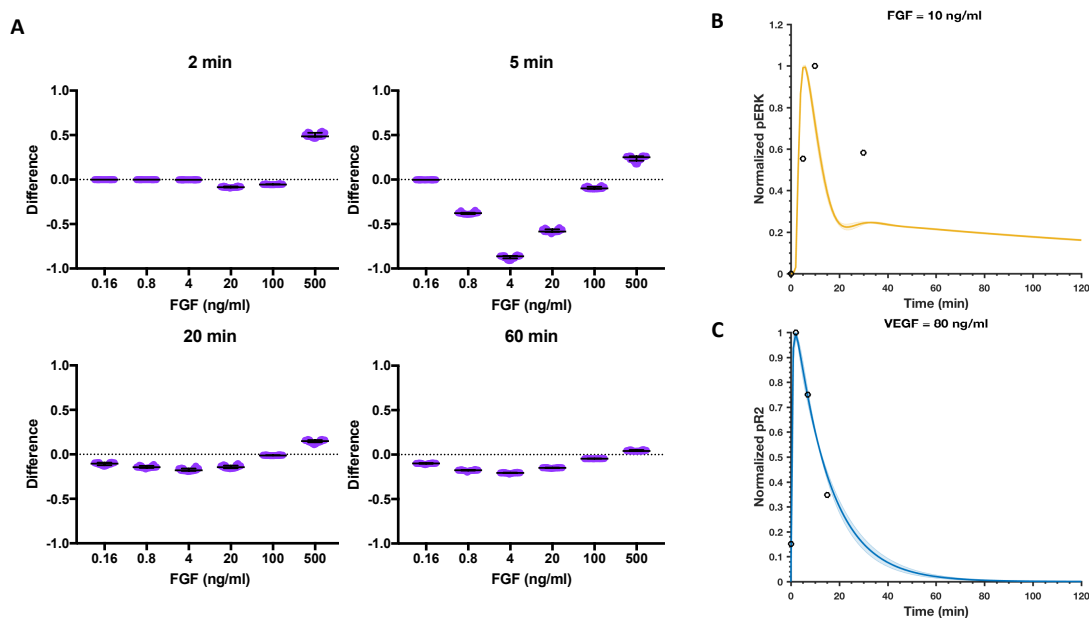 A
2 min
Difference
1.0
0.5
0.0
-0.5
-1.0
0.16 0.8 4 20 100 500
FGF (ng/ml)
5 min
Difference
1.0
0.5
0.0
-0.5
-1.0
0.16 0.8 4 20 100 500
FGF (ng/ml)
20 min
Difference
1.0
0.5
0.0
-0.5
-1.0
0.16 0.8 4 20 100 500
FGF (ng/ml)
60 min
Difference
1.0
0.5
0.0
-0.5
-1.0
0.16 0.8 4 20 100 500
FGF (ng/ml)
B
FGF = 10 ng/ml
Normalized pERK
1.2
1
0.8
0.6
0.4
0.2
0
0 20 40 60 80 100 120
Time (min)
C
VEGF = 80 ng/ml
Normalized pR2
1
0.9
0.8
0.7
0.6
0.5
0.4
0.3
0.2
0.1
0
0 20 40 60 80 100 120
Time (min)